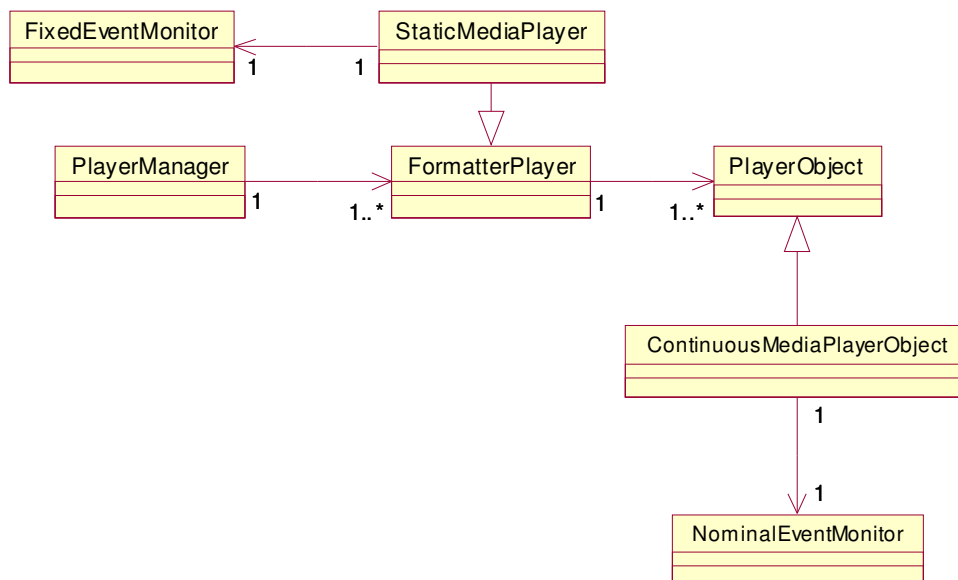 FixedEventMonitor
StaticMediaPlayer
1
1
PlayerManager
FormatterPlayer
PlayerObject
1
1..*
1
1..*
ContinuousMediaPlayerObject
1
1
NominalEventMonitor